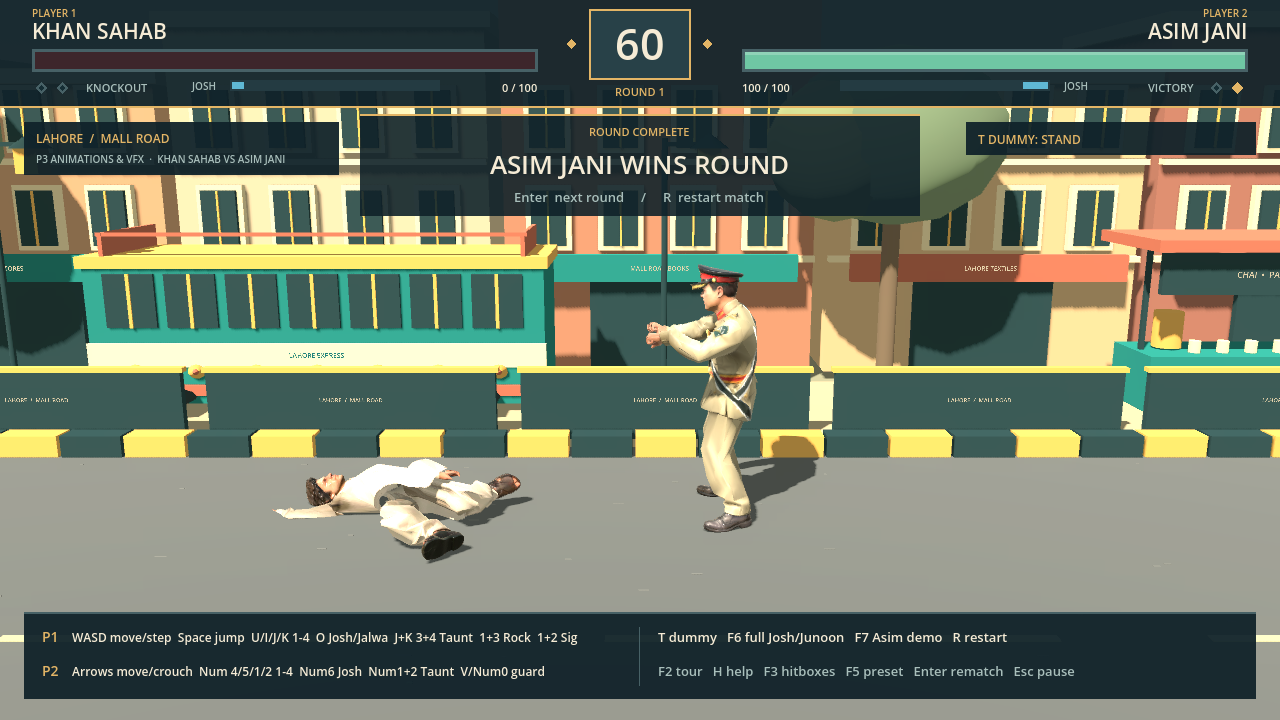 PLAYER 1
KHAN SAHAB
KNOCKOUT
JOSH
0 / 100
60
ROUND 1
PLAYER 2
ASIM JANI
100 / 100
JOSH
VICTORY
LAHORE / MALL ROAD
P3 ANIMATIONS & VFX · KHAN SAHAB VS ASIM JANI
ROUND COMPLETE
ASIM JANI WINS ROUND
Enter next round / R restart match
T DUMMY: STAND
MALL ROAD BOOKS
LAHORE TEXTILES
CHAI •
LAHORE EXPRESS
LAHORE / MALL ROAD
LAHORE / MALL ROAD
LAHORE / MALL ROAD
LAHORE / MALL ROAD
P1 WASD move/step Space jump U/I/J/K 1-4 O Josh/Jalwa J+K 3+4 Taunt 1+3 Rock 1+2 Sig
P2 Arrows move/crouch Num 4/5/1/2 1-4 Num6 Josh Num1+2 Taunt V/Num0 guard
T dummy F6 full Josh/Junoon F7 Asim demo R restart
F2 tour H help F3 hitboxes F5 preset Enter rematch Esc pause